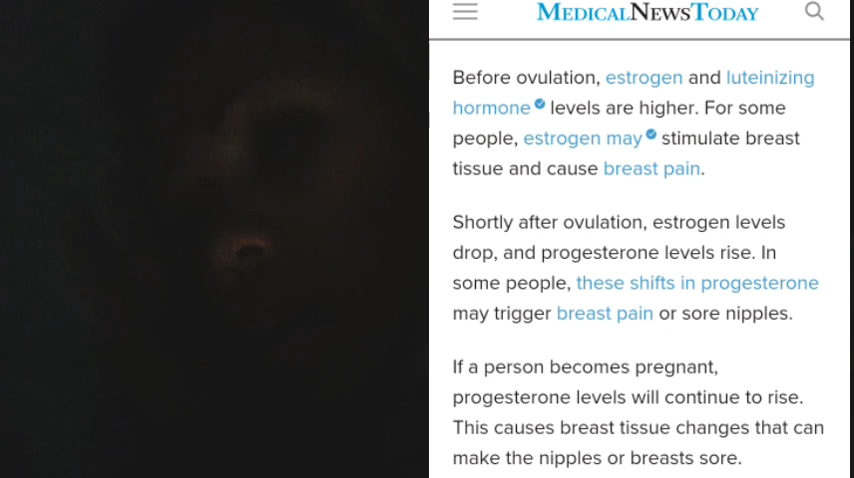 MEDICALNEWSTODAY
Before ovulation, estrogen and luteinizing
hormone levels are higher. For some
people, estrogen may stimulate breast
tissue and cause breast pain.
Shortly after ovulation, estrogen levels
drop, and progesterone levels rise. In
some people, these shifts in progesterone
may trigger breast pain or sore nipples.
If a person becomes pregnant,
progesterone levels will continue to rise.
This causes breast tissue changes that can
make the nipples or breasts sore.